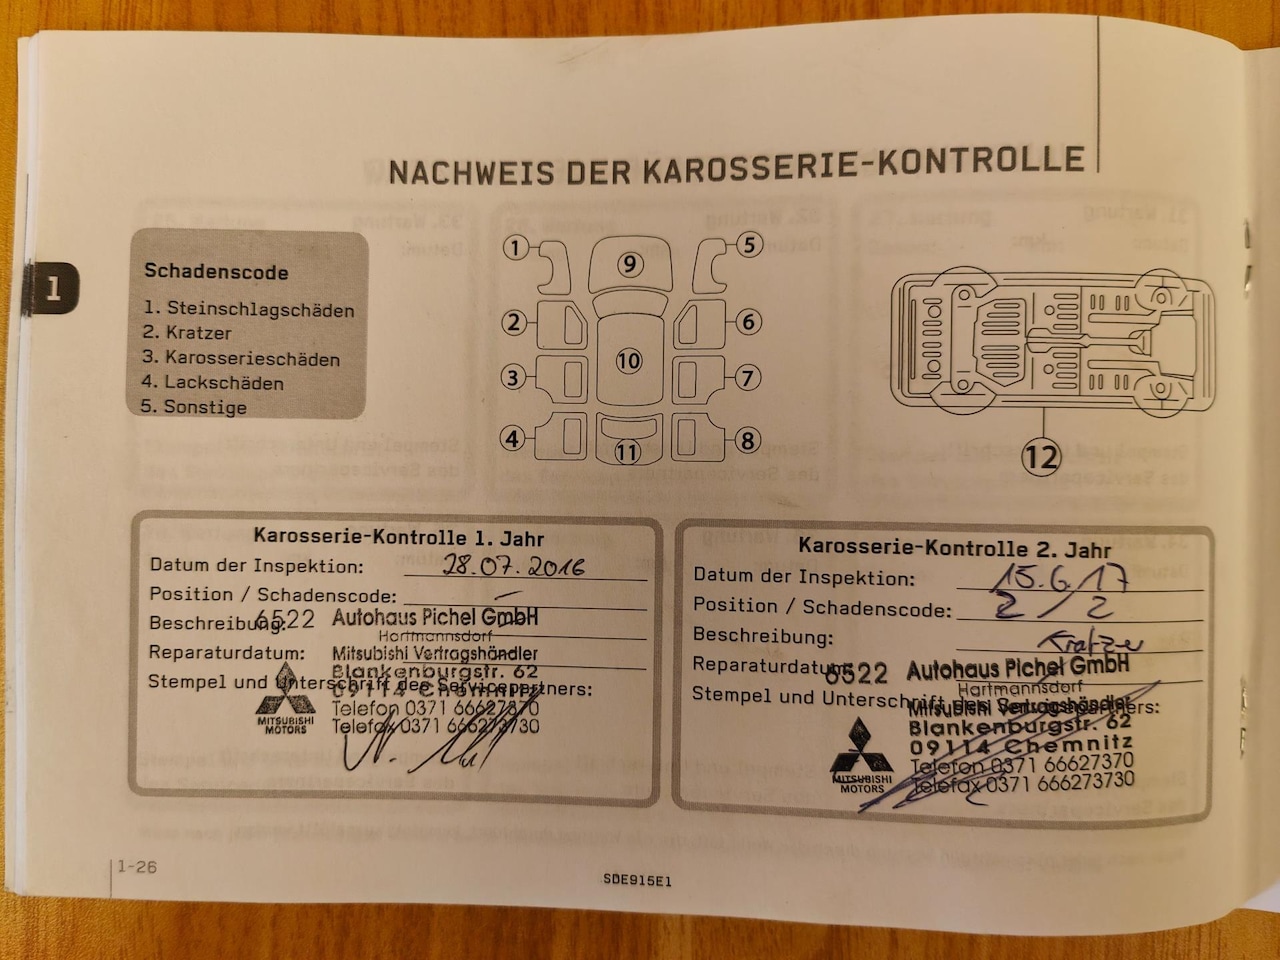 NACHWEIS DER KAROSSERIE-KONTROLLE
1
Schadenscode
1. Steinschlagschäden
2. Kratzer
3. Karosserieschäden
4. Lackschäden
5. Sonstige
1 9 5
2 6
10
3 7
4 11 8
12
Karosserie-Kontrolle 1. Jahr
Datum der Inspektion: 28.07.2016
Position / Schadenscode: –
Beschreibung:
Reparaturdatum:
Stempel und Unterschrift des Servicepartners:
6522 Autohaus Pichel GmbH
Hartmannsdorf
Mitsubishi Vertragshändler
Blankenburgstr. 62
09114 Chemnitz
Telefon 0371 66627370
Telefax 0371 666273730
MITSUBISHI
MOTORS
Karosserie-Kontrolle 2. Jahr
Datum der Inspektion: 15.6.17
Position / Schadenscode: 2 / 2
Beschreibung: Kratzer
Reparaturdatum:
Stempel und Unterschrift des Servicepartners:
6522 Autohaus Pichel GmbH
Hartmannsdorf
Mitsubishi Vertragshändler
Blankenburgstr. 62
09114 Chemnitz
Telefon 0371 66627370
Telefax 0371 666273730
MITSUBISHI
MOTORS
1-26
SDE915E1